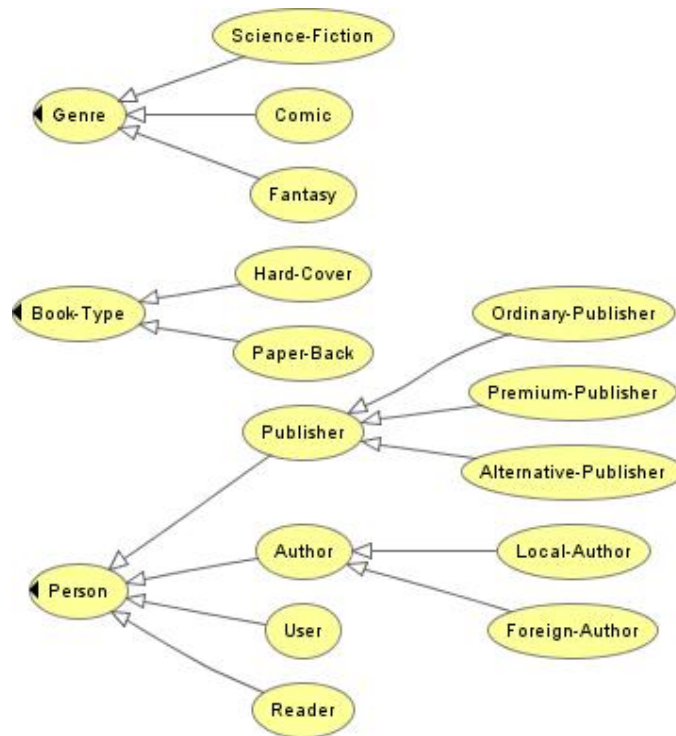 Science-Fiction
Genre
Comic
Fantasy
Hard-Cover
Book-Type
Paper-Back
Ordinary-Publisher
Premium-Publisher
Publisher
Alternative-Publisher
Author
Local-Author
Person
User
Foreign-Author
Reader